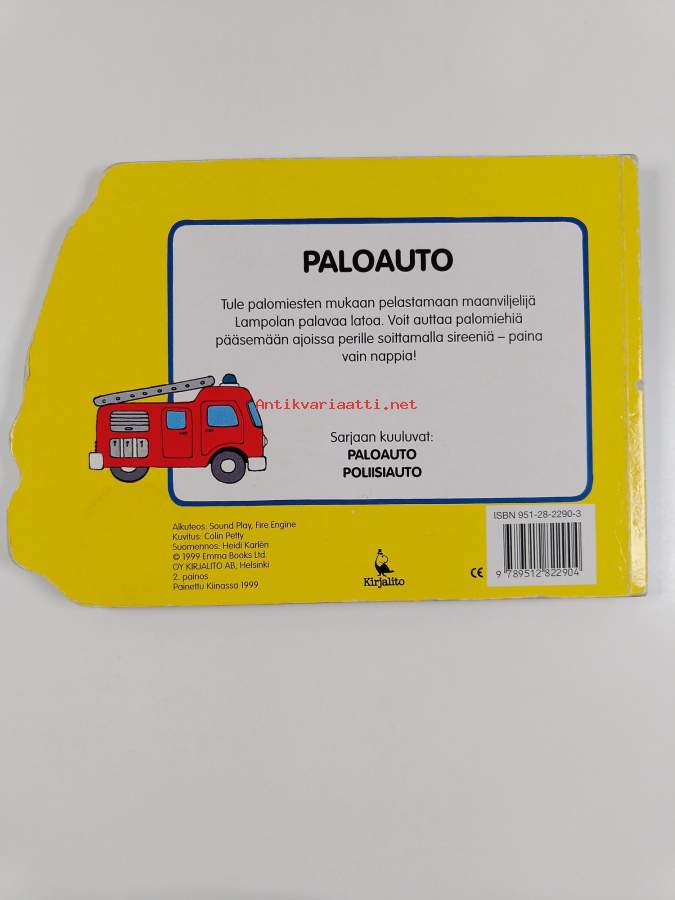 PALOAUTO
Tule palomiesten mukaan pelastamaan maanviljelijä
Lampolan palavaa latoa. Voit auttaa palomiehiä
pääsemään ajoissa perille soittamalla sireeniä – paina
vain nappia!
Antikvariaatti.net
Sarjaan kuuluvat:
PALOAUTO
POLIISIAUTO
Alkuteos: Sound Play, Fire Engine
Kuvitus: Colin Petty
Suomennos: Heidi Karlén
© 1999 Emma Books Ltd.
OY KIRJALITO AB, Helsinki
2. painos
Painettu Kiinassa 1999
Kirjalito
CE
ISBN 951-28-2290-3
9 789512 822904